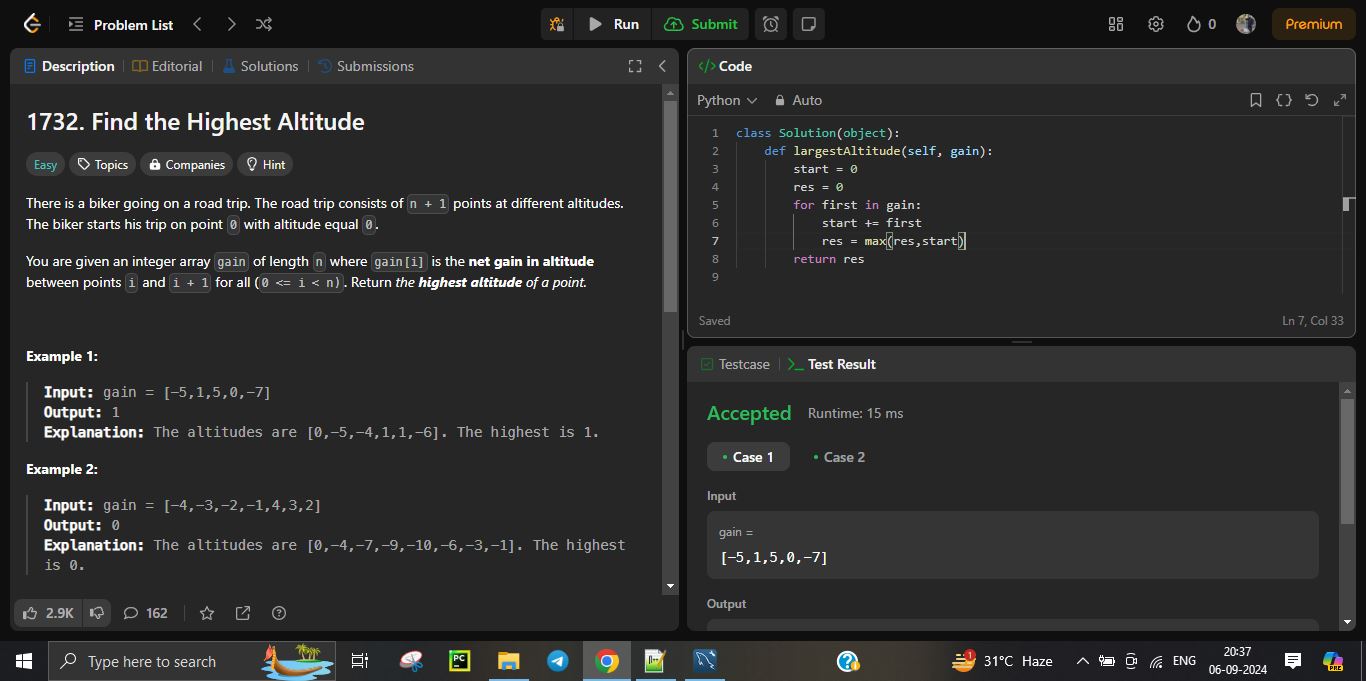 Problem List
Run
Submit
0
Premium
Description
Editorial
Solutions
Submissions
1732. Find the Highest Altitude
Easy
Topics
Companies
Hint
There is a biker going on a road trip. The road trip consists of n + 1 points at different altitudes.
The biker starts his trip on point 0 with altitude equal 0.
You are given an integer array gain of length n where gain[i] is the net gain in altitude
between points i and i + 1 for all (0 <= i < n). Return the highest altitude of a point.
Example 1:
Input: gain = [-5,1,5,0,-7]
Output: 1
Explanation: The altitudes are [0,-5,-4,1,1,-6]. The highest is 1.
Example 2:
Input: gain = [-4,-3,-2,-1,4,3,2]
Output: 0
Explanation: The altitudes are [0,-4,-7,-9,-10,-6,-3,-1]. The highest
is 0.
2.9K
162
</> Code
Python
Auto
1 class Solution(object):
2 def largestAltitude(self, gain):
3 start = 0
4 res = 0
5 for first in gain:
6 start += first
7 res = max(res,start)
8 return res
9
Saved
Ln 7, Col 33
Testcase
>_ Test Result
Accepted
Runtime: 15 ms
Case 1
Case 2
Input
gain =
[-5,1,5,0,-7]
Output
Type here to search
PC
1
31°C Haze
ENG
20:37
06-09-2024
PRE